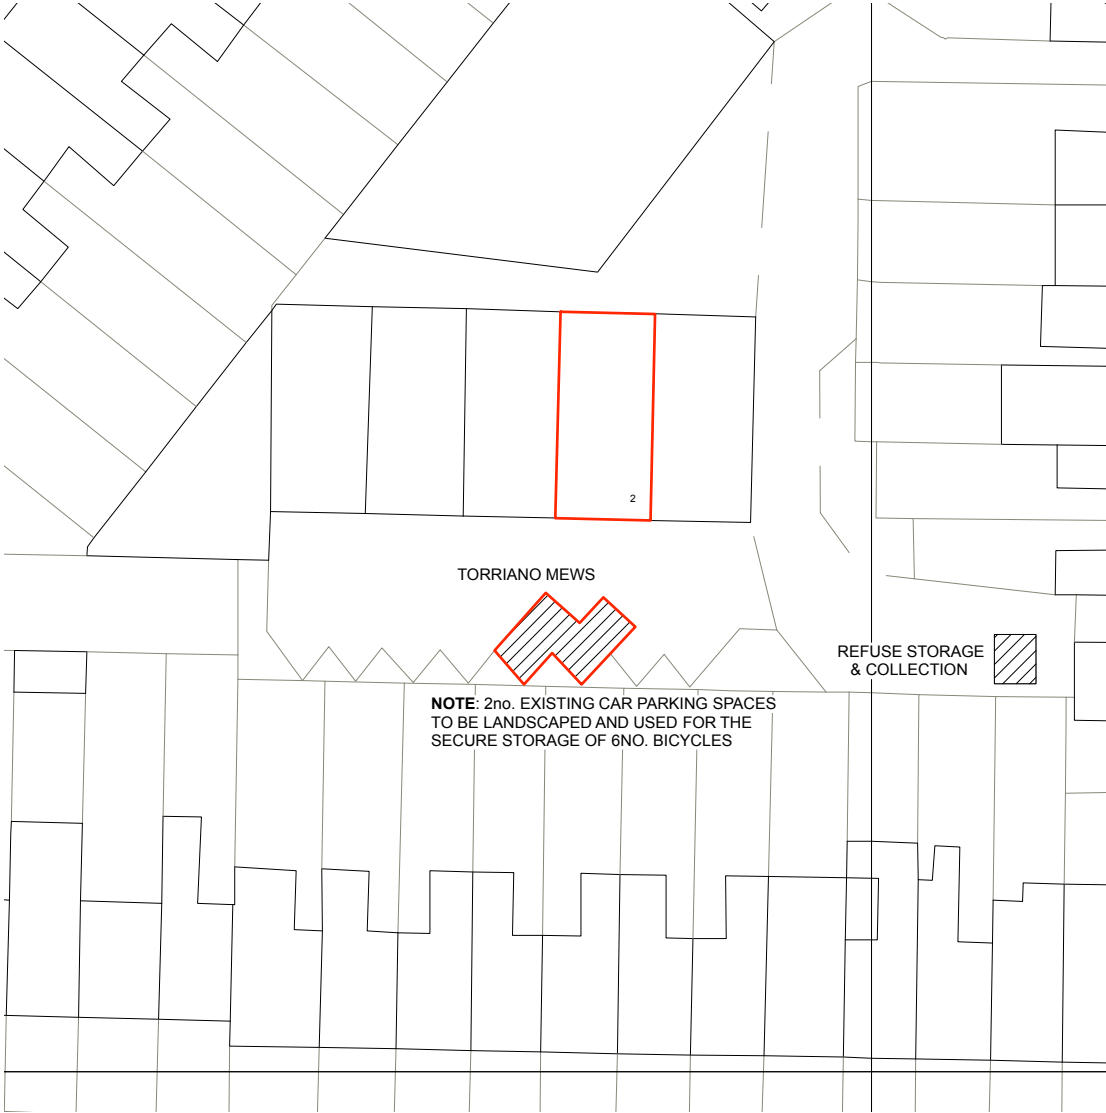 2
TORRIANO MEWS
REFUSE STORAGE
& COLLECTION
NOTE: 2no. EXISTING CAR PARKING SPACES
TO BE LANDSCAPED AND USED FOR THE
SECURE STORAGE OF 6NO. BICYCLES